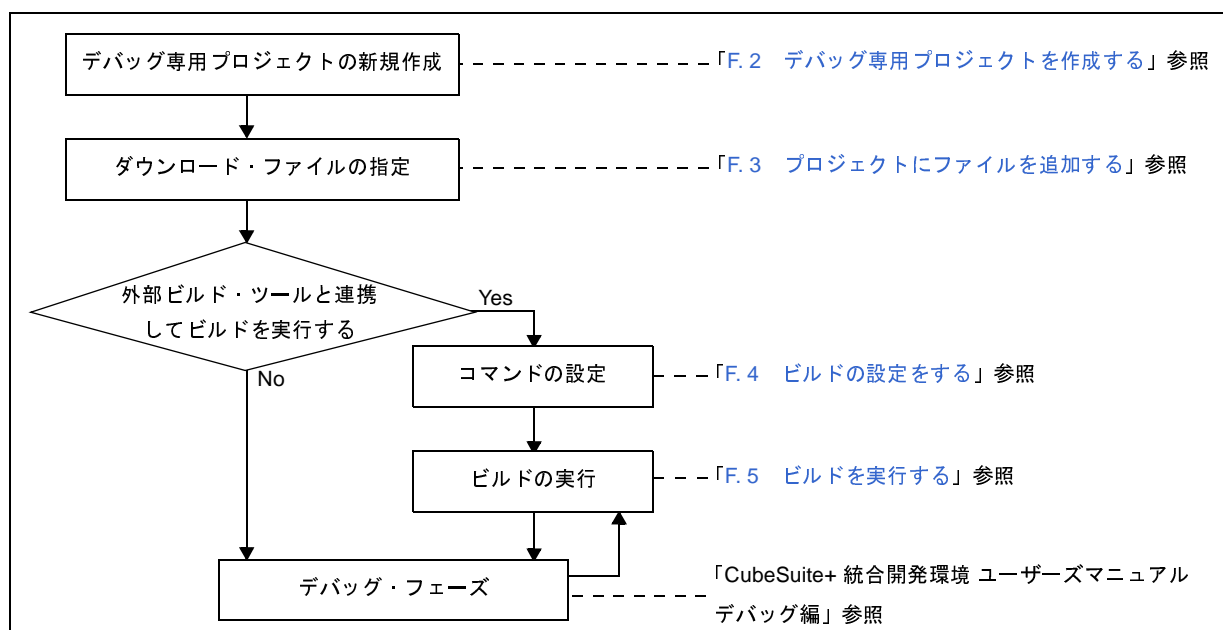 デバッグ専用プロジェクトの新規作成
「F. 2　デバッグ専用プロジェクトを作成する」参照
ダウンロード・ファイルの指定
「F. 3　プロジェクトにファイルを追加する」参照
外部ビルド・ツールと連携
してビルドを実行する
Yes
No
コマンドの設定
「F. 4　ビルドの設定をする」参照
ビルドの実行
「F. 5　ビルドを実行する」参照
デバッグ・フェーズ
「CubeSuite+ 統合開発環境 ユーザーズマニュアル
デバッグ編」参照